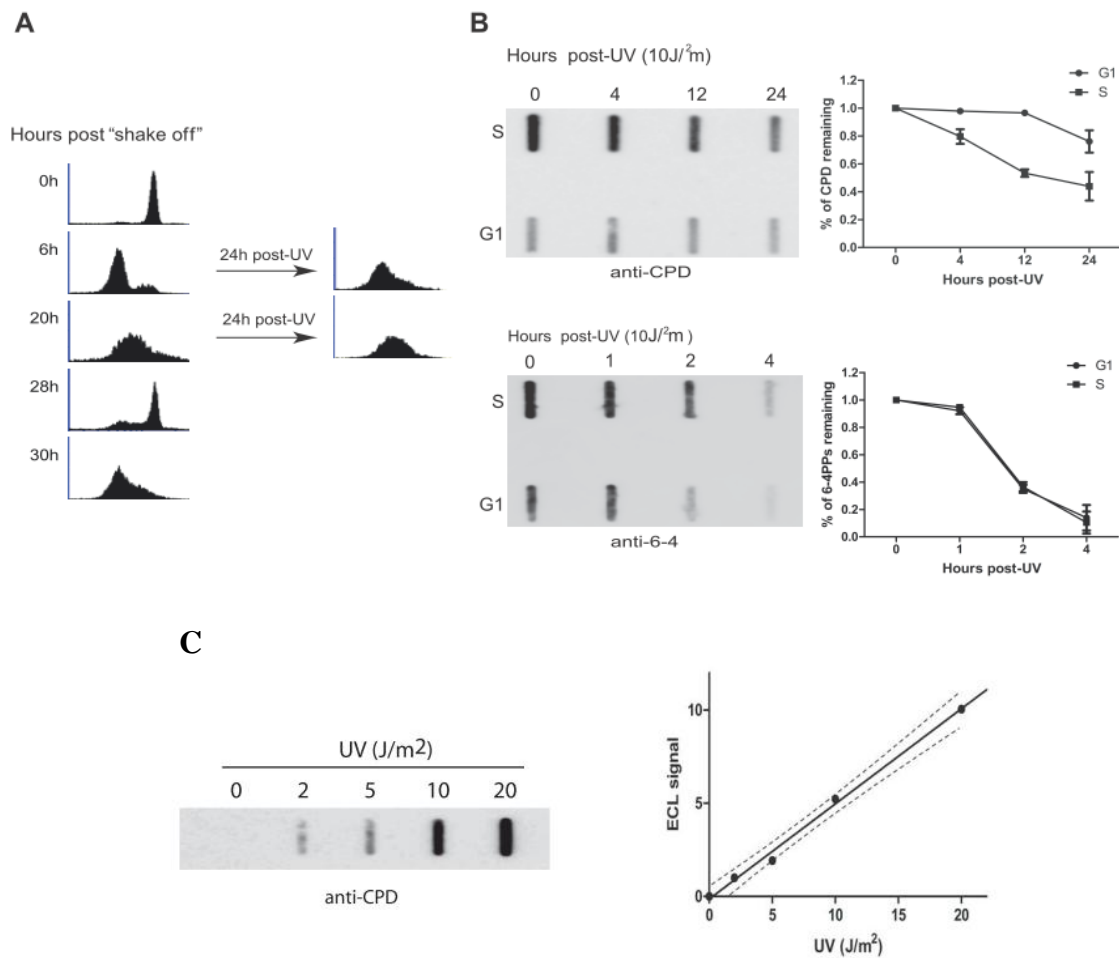 A
Hours post "shake off"
0h
6h
24h post-UV
20h
24h post-UV
28h
30h
B
Hours post-UV (10J/²m)
0 4 12 24
S
G1
anti-CPD
% of CPD remaining
1.2
1.0
0.8
0.6
0.4
0.2
0.0
0 4 12 24
Hours post-UV
G1
S
Hours post-UV (10J/²m )
0 1 2 4
S
G1
anti-6-4
% of 6-4PPs remaining
1.2
1.0
0.8
0.6
0.4
0.2
0.0
0 1 2 4
Hours post-UV
G1
S
C
UV (J/m2)
0 2 5 10 20
anti-CPD
ECL signal
10
5
0
0 5 10 15 20
UV (J/m²)